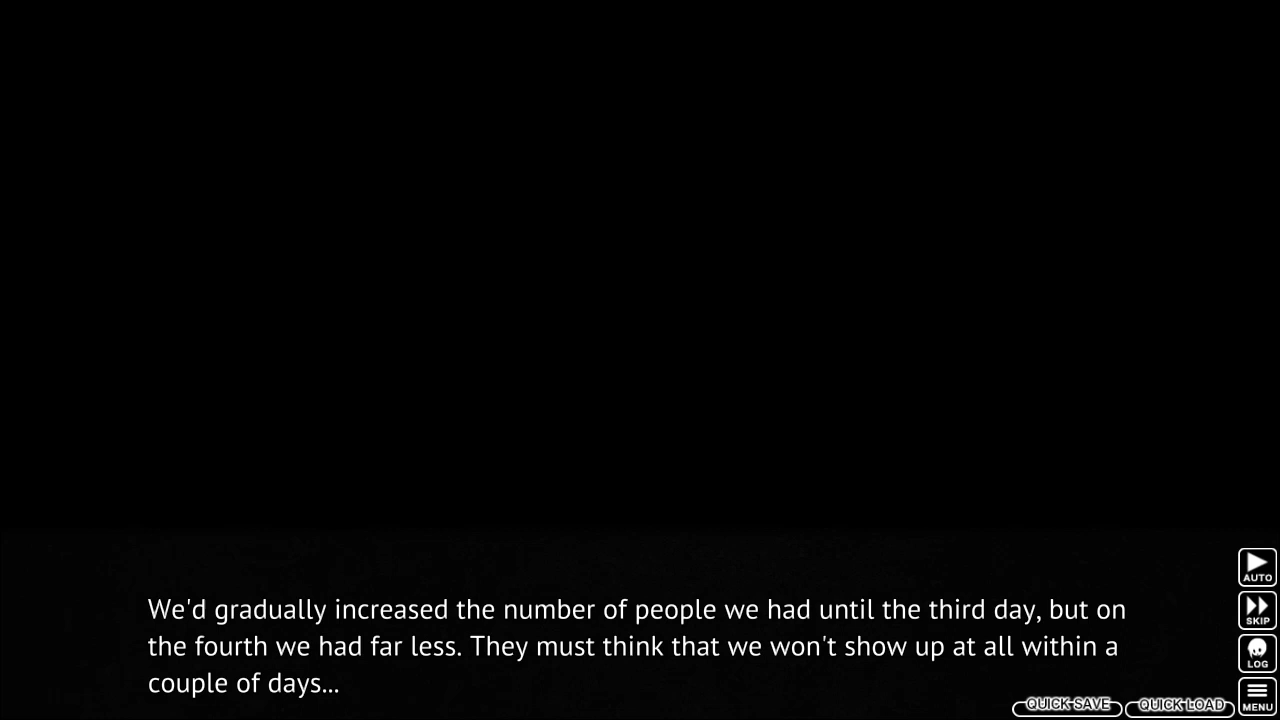 We'd gradually increased the number of people we had until the third day, but on
the fourth we had far less. They must think that we won't show up at all within a
couple of days...
AUTO
SKIP
LOG
MENU
QUICK SAVE
QUICK LOAD